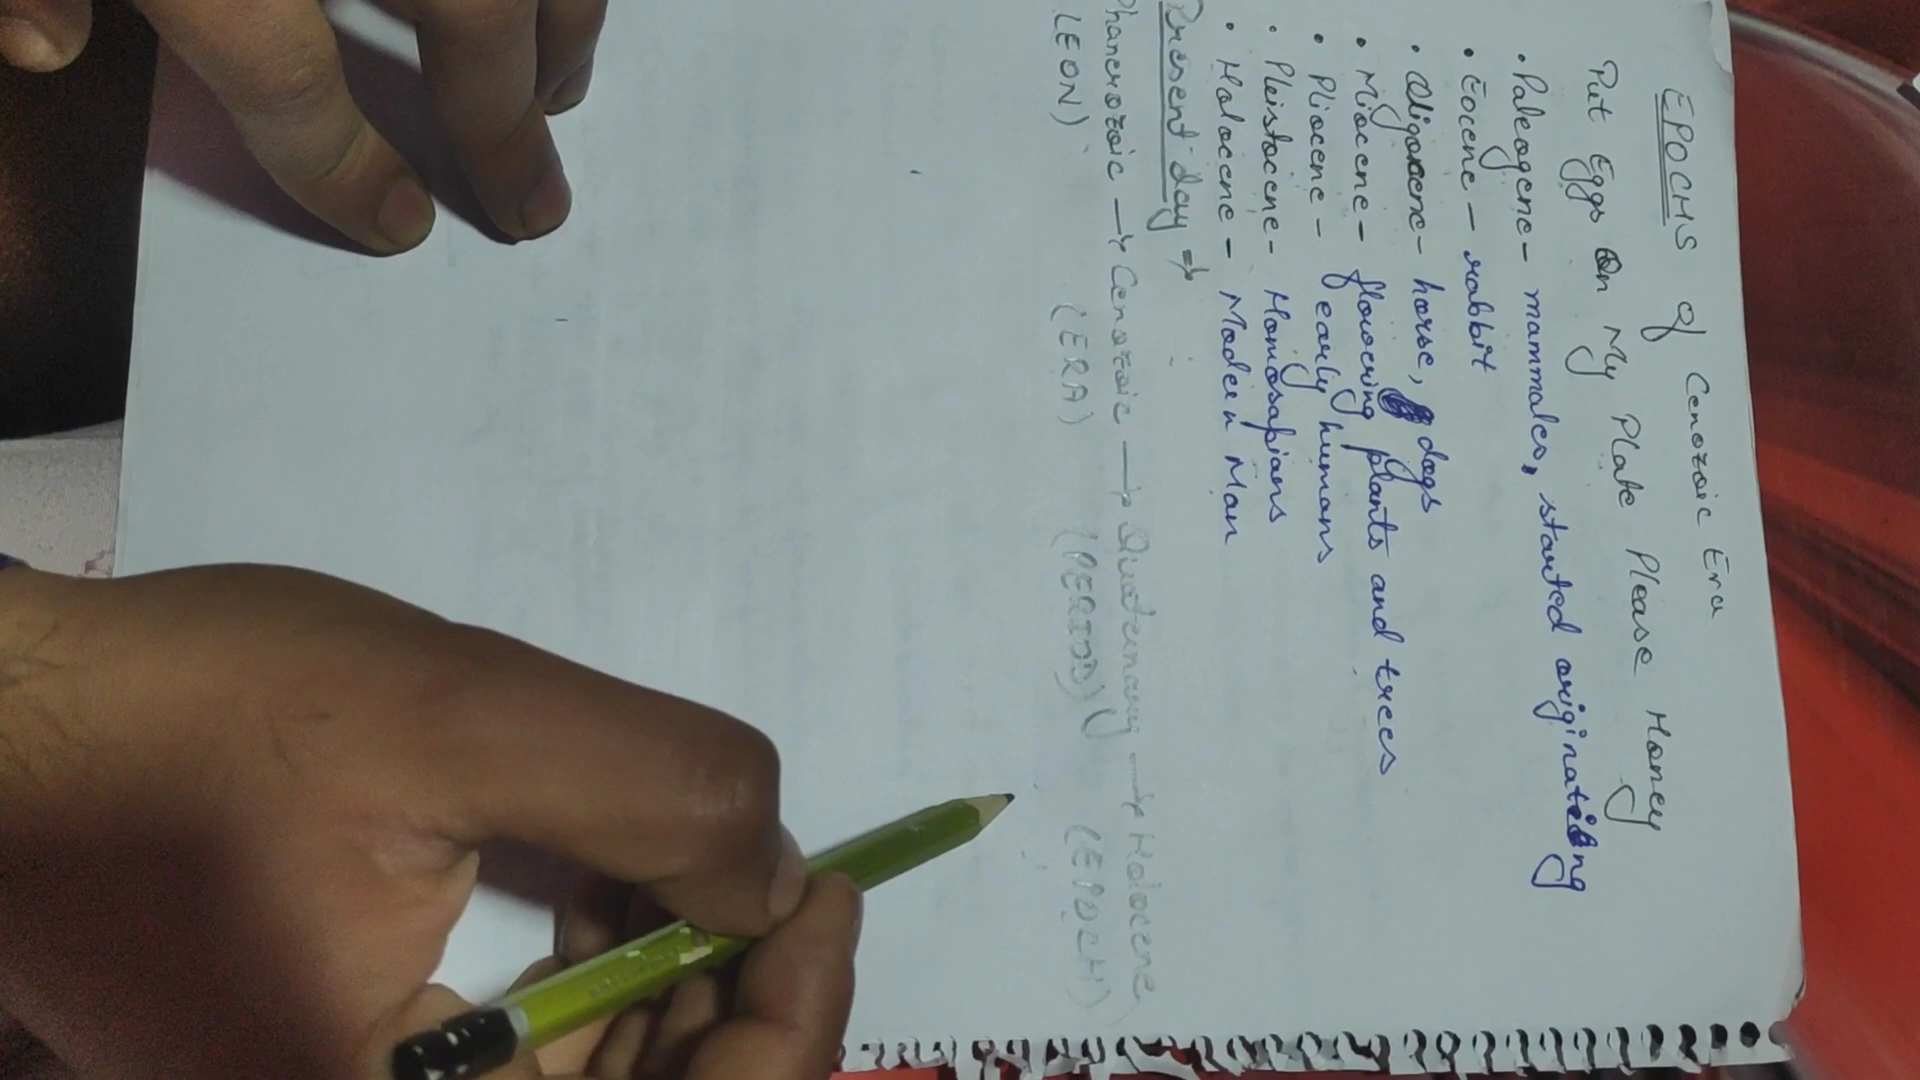 EPOCHS of Cenozoic Era
Put Eggs On My Plate Please Honey
• Paleogene - mammales, started originating
• Eocene - rabbit
• Oligocene - horse, dogs
• Miocene - flowering plants and trees
• Pliocene - early humans
• Pleistocene - Homosapians
• Holocene - Modern Man
Present day ⇒
Phanerozoic → Cenozoic → Quaternary → Holocene
(EON) (ERA) (PERIOD) (EPOCH)